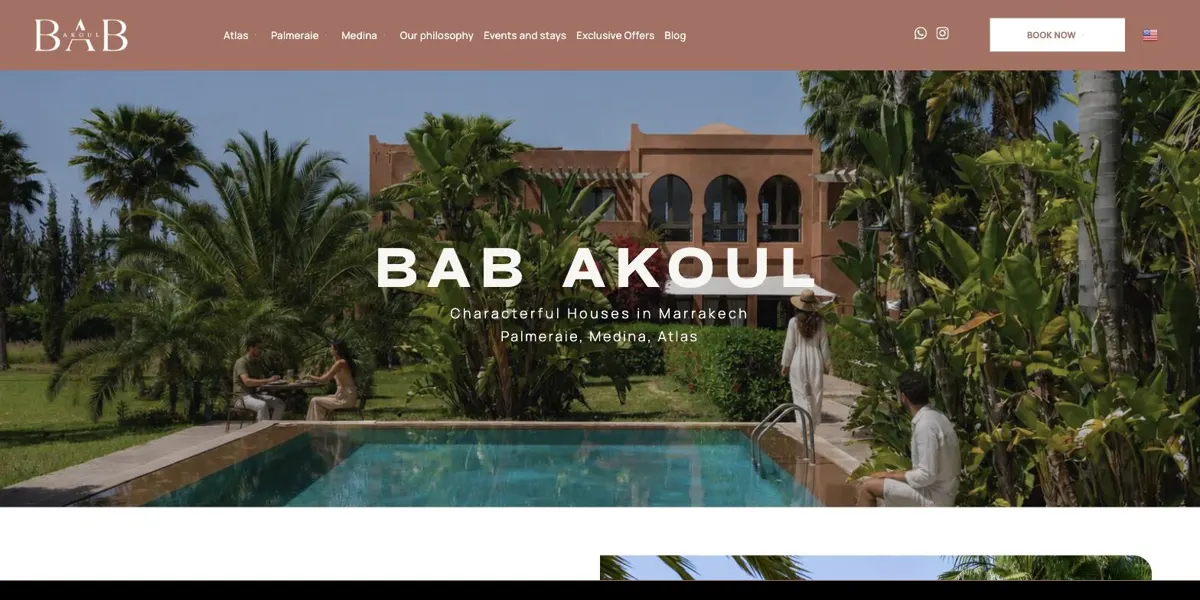 BAB
AKOUL
Atlas
Palmeraie
Medina
Our philosophy
Events and stays
Exclusive Offers
Blog
BOOK NOW
BAB AKOUL
Characterful Houses in Marrakech
Palmeraie, Medina, Atlas